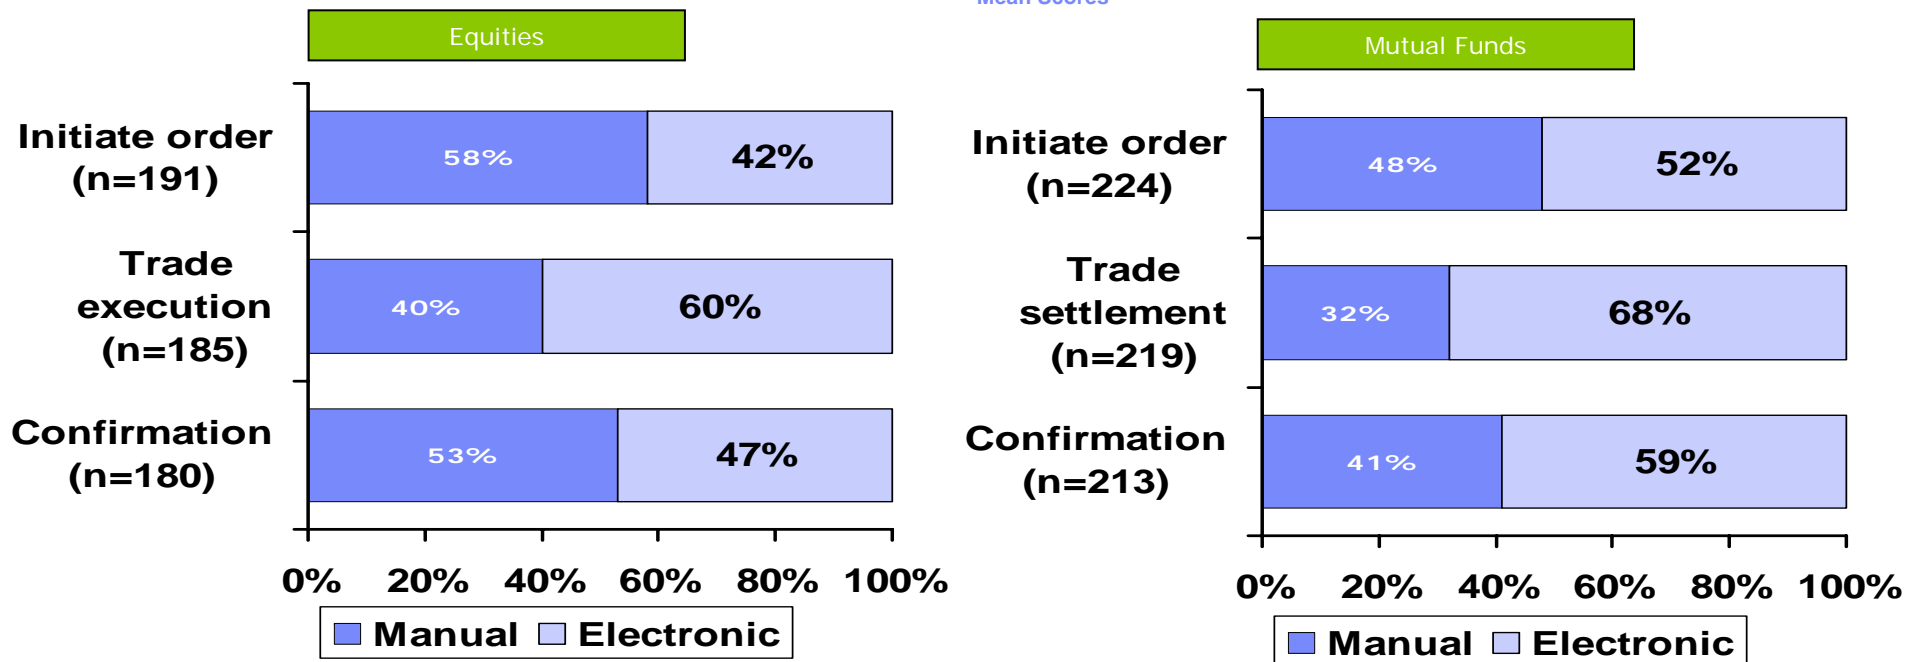 Mean Scores
Equities
Initiate order
(n=191)
58%
42%
Trade
execution
(n=185)
40%
60%
Confirmation
(n=180)
53%
47%
0% 20% 40% 60% 80% 100%
Manual Electronic
Mutual Funds
Initiate order
(n=224)
48%
52%
Trade
settlement
(n=219)
32%
68%
Confirmation
(n=213)
41%
59%
0% 20% 40% 60% 80% 100%
Manual Electronic